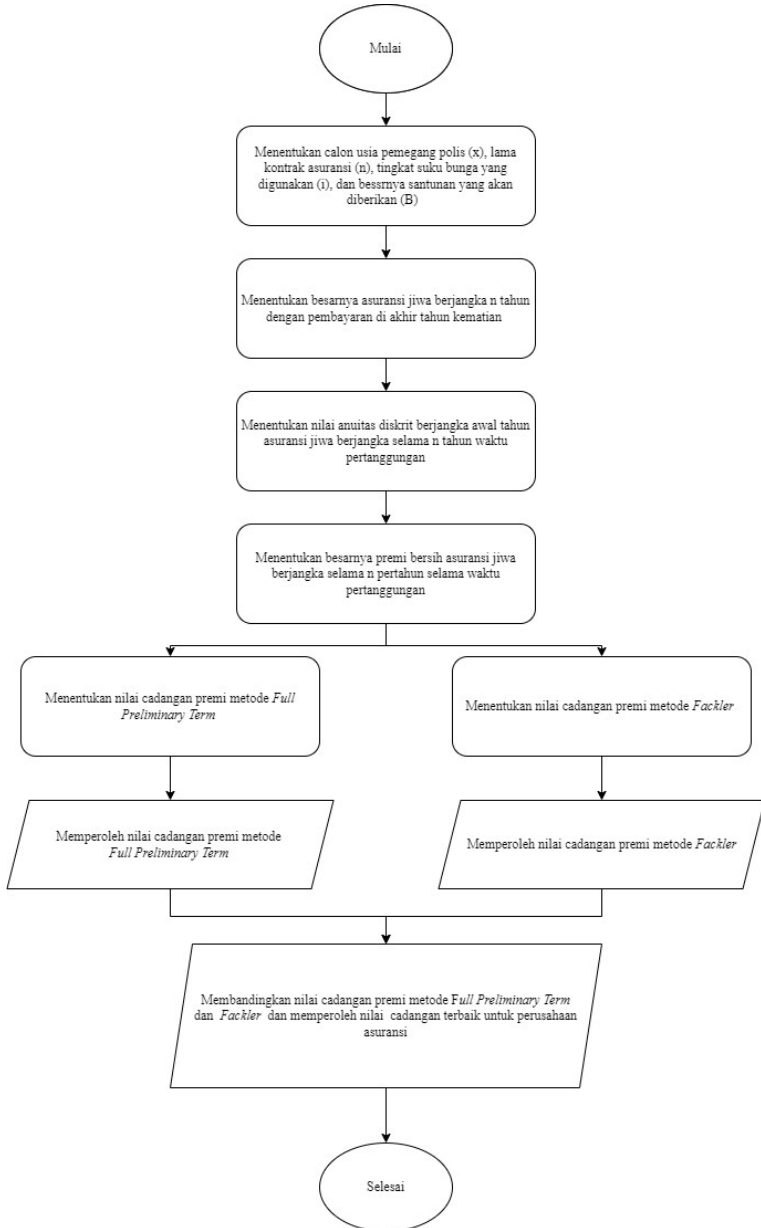 Mulai
Menentukan calon usia pemegang polis (x), lama
kontrak asuransi (n), tingkat suku bunga yang
digunakan (i), dan bessrnya santunan yang akan
diberikan (B)
Menentukan besarnya asuransi jiwa berjangka n tahun
dengan pembayaran di akhir tahun kematian
Menentukan nilai anuitas diskrit berjangka awal tahun
asuransi jiwa berjangka selama n tahun waktu
pertanggungan
Menentukan besarnya premi bersih asuransi jiwa
berjangka selama n pertahun selama waktu
pertanggungan
Menentukan nilai cadangan premi metode Full
Preliminary Term
Menentukan nilai cadangan premi metode Fackler
Memperoleh nilai cadangan premi metode
Full Preliminary Term
Memperoleh nilai cadangan premi metode Fackler
Membandingkan nilai cadangan premi metode Full Preliminary Term
dan Fackler dan memperoleh nilai cadangan terbaik untuk perusahaan
asuransi
Selesai